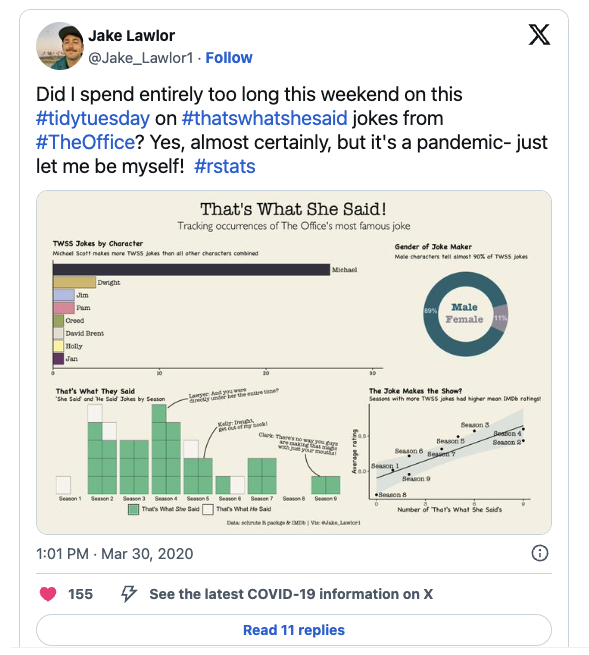 Jake Lawlor
@Jake_Lawlor1 · Follow
Did I spend entirely too long this weekend on this
#tidytuesday on #thatswhatshesaid jokes from
#TheOffice? Yes, almost certainly, but it's a pandemic- just
let me be myself! #rstats
That's What She Said!
Tracking occurrences of The Office's most famous joke
TWSS Jokes by Character
Michael Scott makes more TWSS jokes than all other characters combined
Michael
Dwight
Jim
Pam
Creed
David Brent
Holly
Jan
0 10 20 30
Gender of Joke Maker
Male characters tell almost 90% of TWSS jokes
89%
Male
Female
11%
That's What They Said
'She Said' and 'He Said' Jokes by Season
Lawyer: And you were
directly under her the entire time?
Kelly: Dwight,
get out of my nook!
Clark: There's no way you guys
are making that magic
with just your mouths!
Season 1 Season 2 Season 3 Season 4 Season 5 Season 6 Season 7 Season 8 Season 9
That's What She Said That's What He Said
The Joke Makes the Show?
Seasons with more TWSS jokes had higher mean IMDb ratings!
Average rating
8.5
8.0
Season 3
Season 4
Season 5
Season 2
Season 6
Season 7
Season 1
Season 9
Season 8
0 3 6 9
Number of 'That's What She Said's
Data: schrute R packge & IMDb | Viz: @Jake_Lawlor1
1:01 PM · Mar 30, 2020
155 See the latest COVID-19 information on X
Read 11 replies